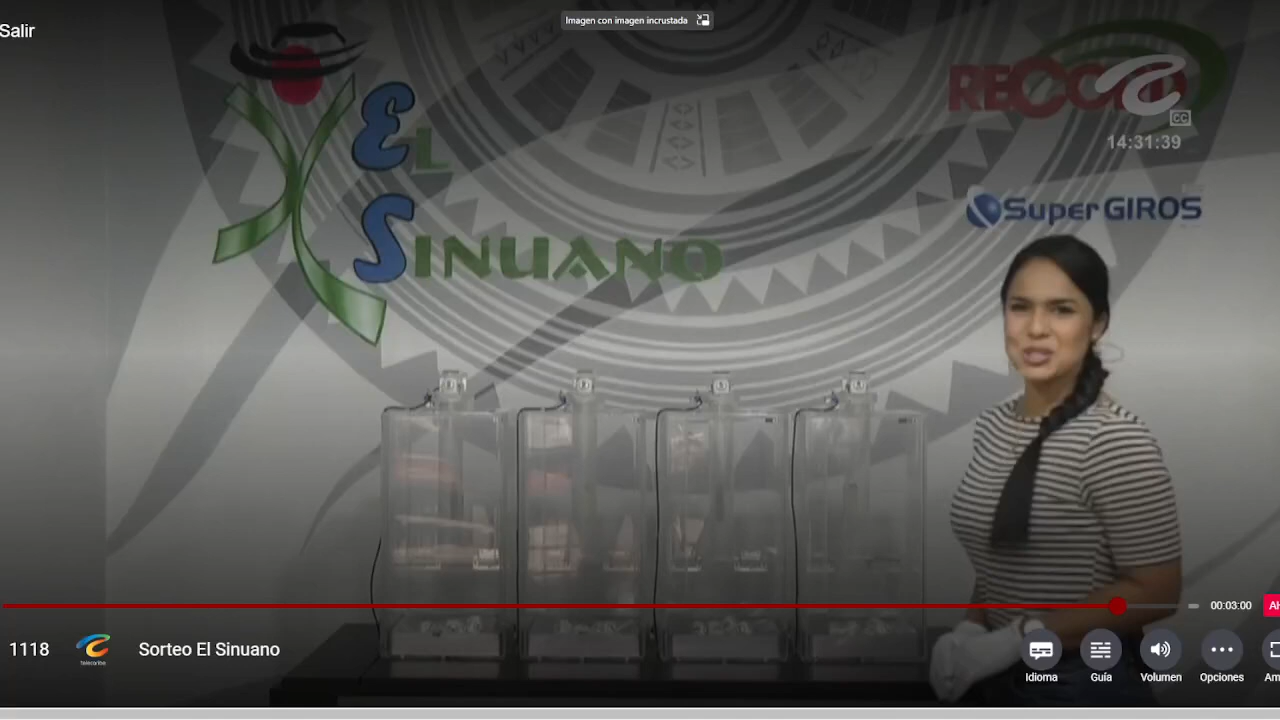 Salir
Imagen con imagen incrustada
EL
SINUANO
RECORD
CC
14:31:39
SuperGIROS
00:03:00
1118
telecaribe
Sorteo El Sinuano
Idioma
Guía
Volumen
Opciones